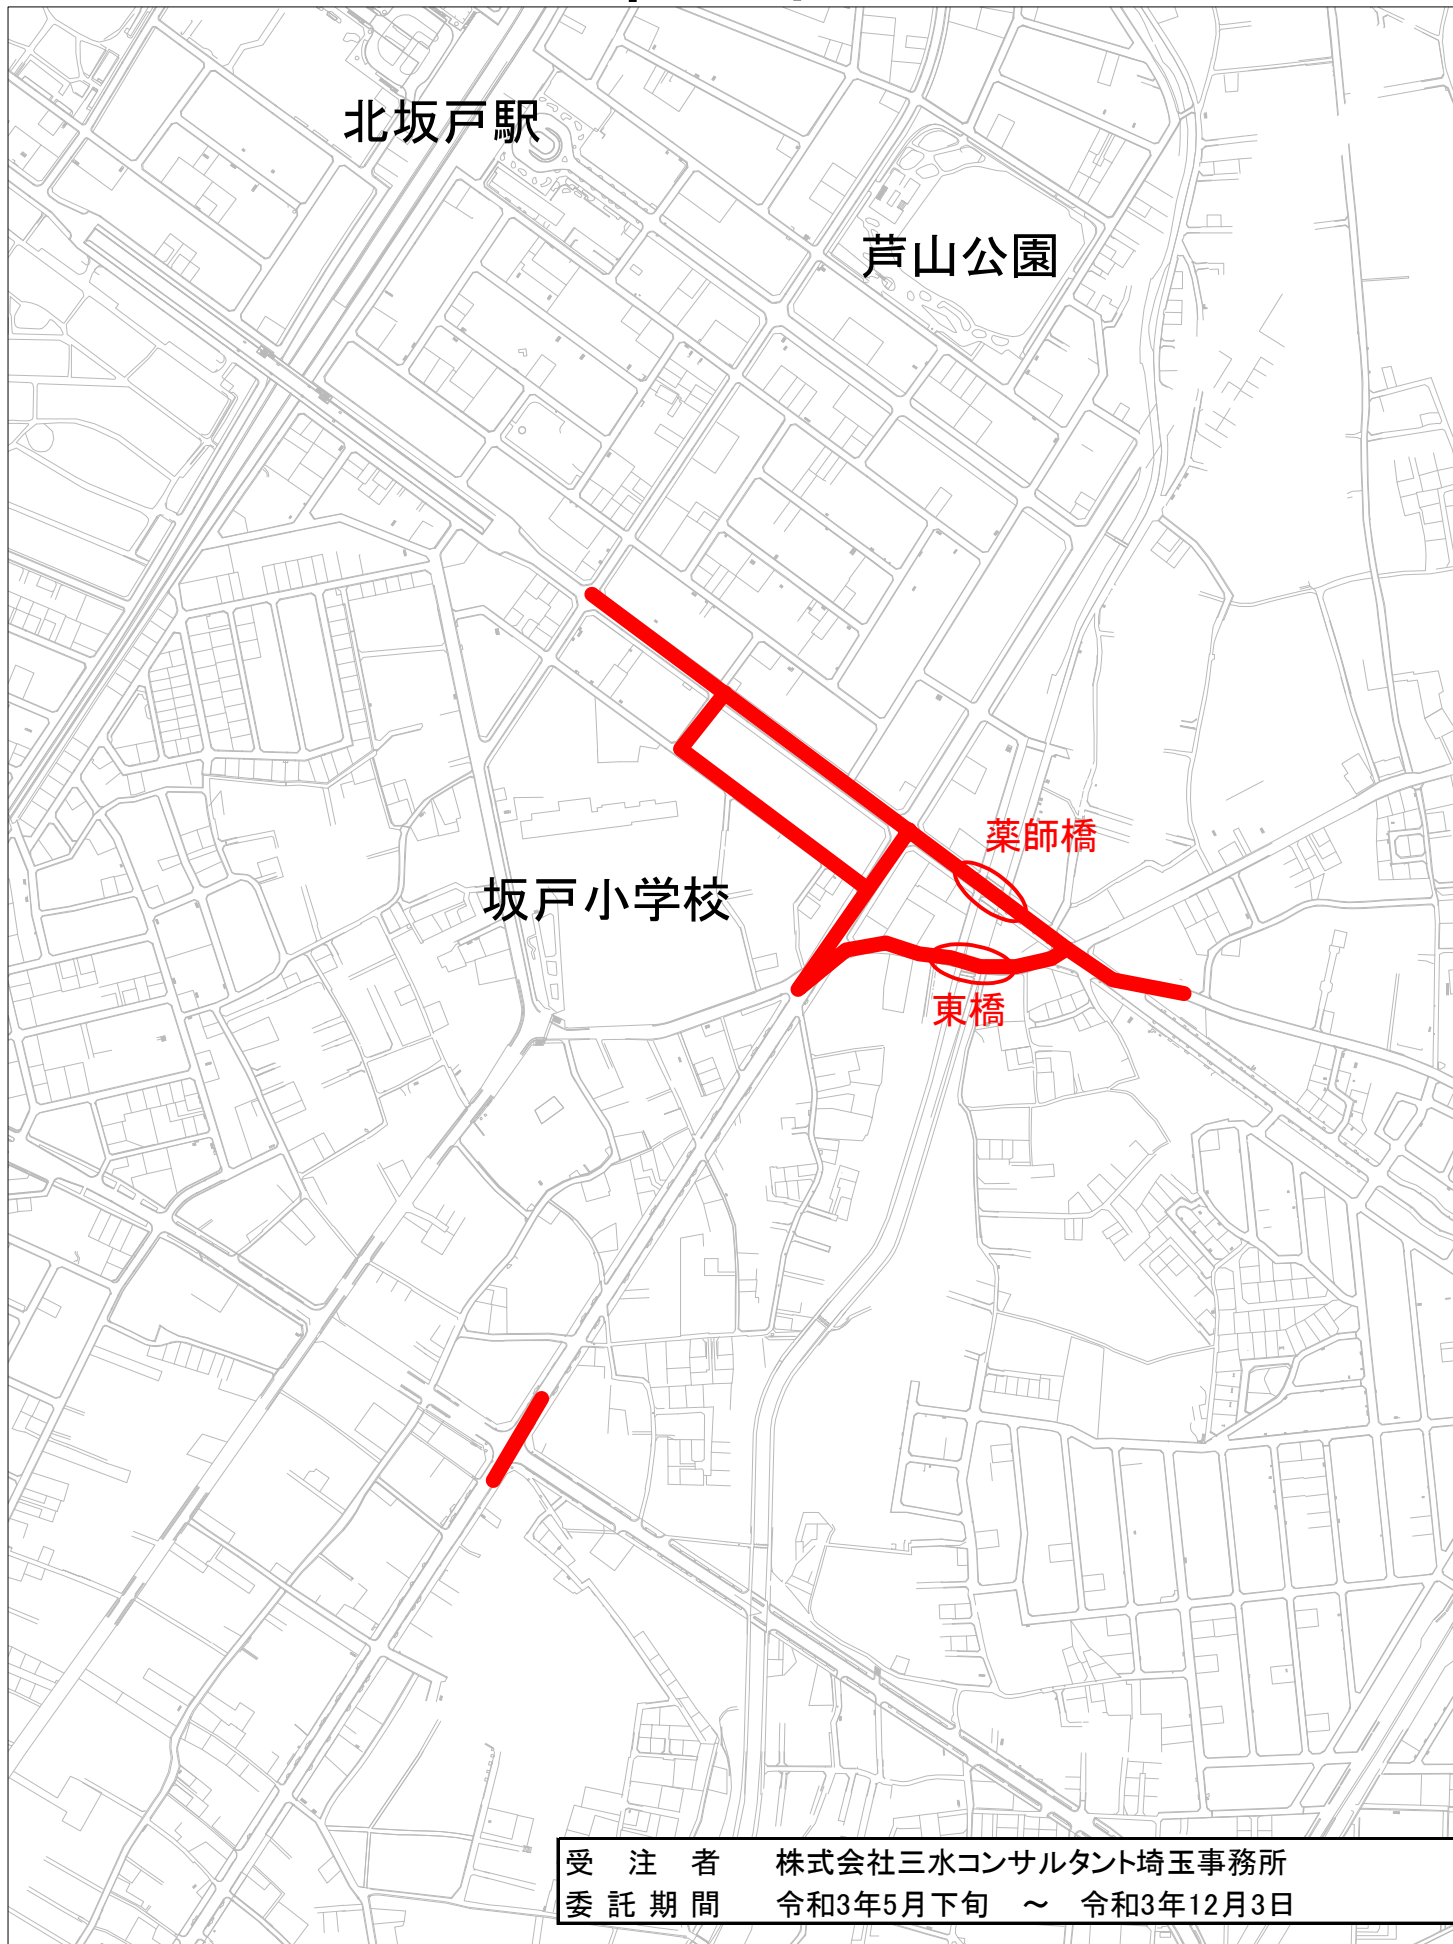 北坂戸駅
芦山公園
薬師橋
坂戸小学校
東橋
受注者 株式会社三水コンサルタント埼玉事務所
委託期間 令和3年5月下旬 ～ 令和3年12月3日